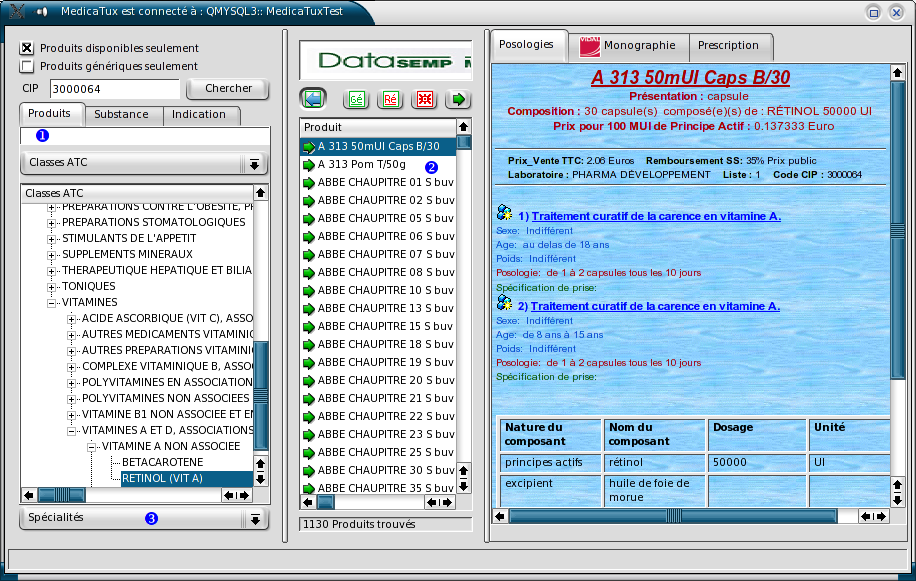 MedicaTux est connecté à : QMYSQL3:: MedicaTuxTest
Produits disponibles seulement
Produits génériques seulement
CIP 3000064 Chercher
Produits Substance Indication
1
Classes ATC
Classes ATC
PREPARATIONS CONTRE L'OBESITE, PR
PREPARATIONS STOMATOLOGIQUES
STIMULANTS DE L'APPETIT
SUPPLEMENTS MINERAUX
THERAPEUTIQUE HEPATIQUE ET BILIA
TONIQUES
VITAMINES
ACIDE ASCORBIQUE (VIT C), ASSO
AUTRES MEDICAMENTS VITAMINIQ
AUTRES PREPARATIONS VITAMINI
COMPLEXE VITAMINIQUE B, ASSO
POLYVITAMINES EN ASSOCIATION
POLYVITAMINES NON ASSOCIEES
VITAMINE B1 NON ASSOCIEE ET EN
VITAMINES A ET D, ASSOCIATIONS
VITAMINE A NON ASSOCIEE
BETACAROTENE
RETINOL (VIT A)
Spécialités 3
DataSEMP
Gé Ré
Produit
A 313 50mUI Caps B/30
A 313 Pom T/50g 2
ABBE CHAUPITRE 01 S buv
ABBE CHAUPITRE 02 S buv
ABBE CHAUPITRE 05 S buv
ABBE CHAUPITRE 06 S buv
ABBE CHAUPITRE 07 S buv
ABBE CHAUPITRE 08 S buv
ABBE CHAUPITRE 10 S buv
ABBE CHAUPITRE 13 S buv
ABBE CHAUPITRE 15 S buv
ABBE CHAUPITRE 18 S buv
ABBE CHAUPITRE 19 S buv
ABBE CHAUPITRE 20 S buv
ABBE CHAUPITRE 21 S buv
ABBE CHAUPITRE 22 S buv
ABBE CHAUPITRE 23 S buv
ABBE CHAUPITRE 25 S buv
ABBE CHAUPITRE 30 S buv
ABBE CHAUPITRE 35 S buv
1130 Produits trouvés
Posologies VIDAL Monographie Prescription
A 313 50mUI Caps B/30
Présentation : capsule
Composition : 30 capsule(s) composé(e)(s) de : RÉTINOL 50000 UI
Prix pour 100 MUI de Principe Actif : 0.137333 Euro
Prix_Vente TTC: 2.06 Euros Remboursement SS: 35% Prix public
Laboratoire : PHARMA DÉVELOPPEMENT Liste : 1 Code CIP : 3000064
1) Traitement curatif de la carence en vitamine A.
Sexe: Indifférent
Age: au delas de 18 ans
Poids: Indifférent
Posologie: de 1 à 2 capsules tous les 10 jours
Spécification de prise:
2) Traitement curatif de la carence en vitamine A.
Sexe: Indifférent
Age: de 8 ans à 15 ans
Poids: Indifférent
Posologie: de 1 à 2 capsules tous les 10 jours
Spécification de prise:
Nature du composant Nom du composant Dosage Unité
principes actifs rétinol 50000 UI
excipient huile de foie de morue